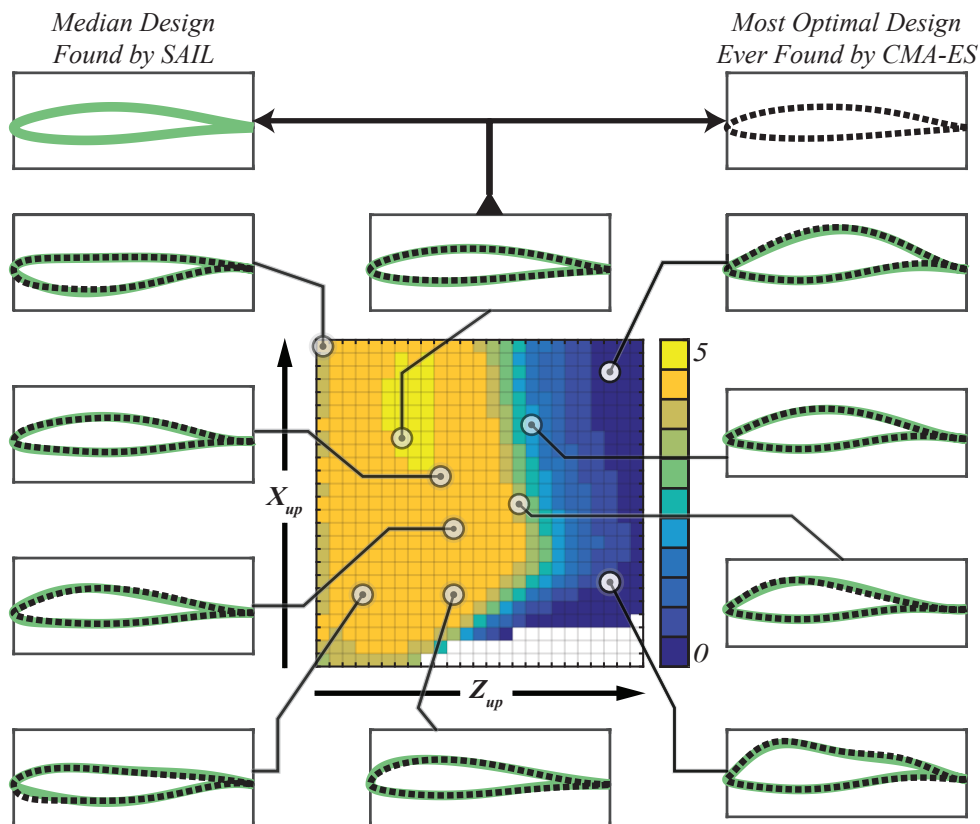 Median Design
Found by SAIL
Most Optimal Design
Ever Found by CMA-ES
5
X_up
0
Z_up